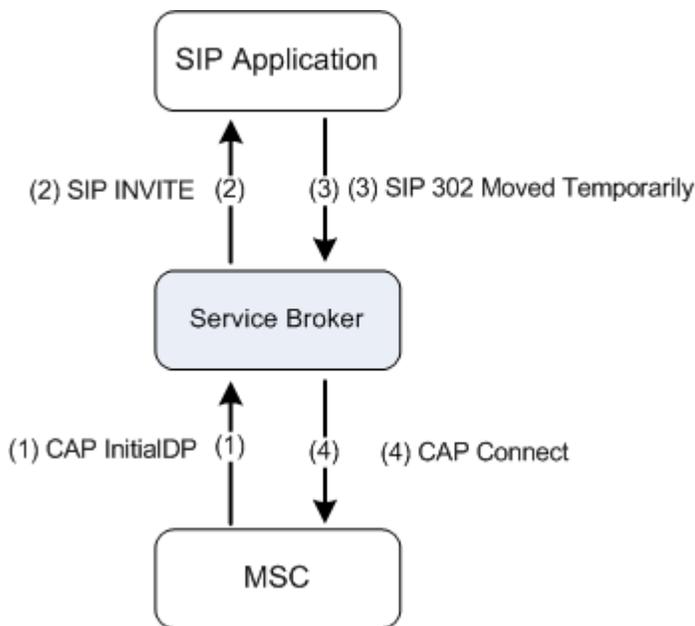 SIP Application
(2) SIP INVITE (2) (3) (3) SIP 302 Moved Temporarily
Service Broker
(1) CAP InitialDP (1) (4) (4) CAP Connect
MSC